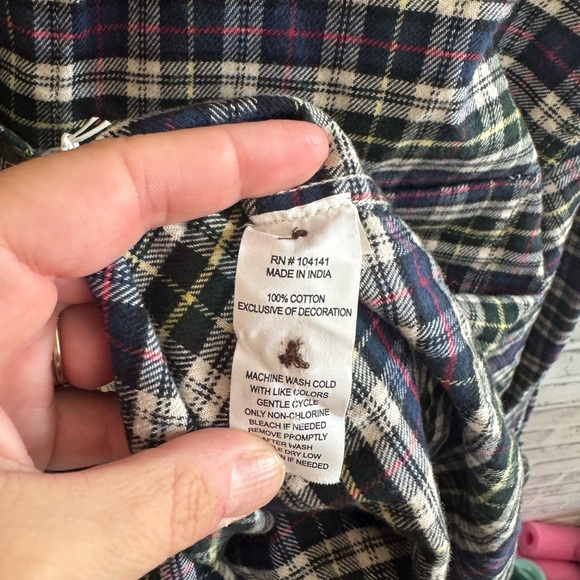 RN # 104141
MADE IN INDIA
100% COTTON
EXCLUSIVE OF DECORATION
MACHINE WASH COLD
WITH LIKE COLORS
GENTLE CYCLE
ONLY NON-CHLORINE
BLEACH IF NEEDED
REMOVE PROMPTLY
AFTER WASH
DRY LOW
IF NEEDED